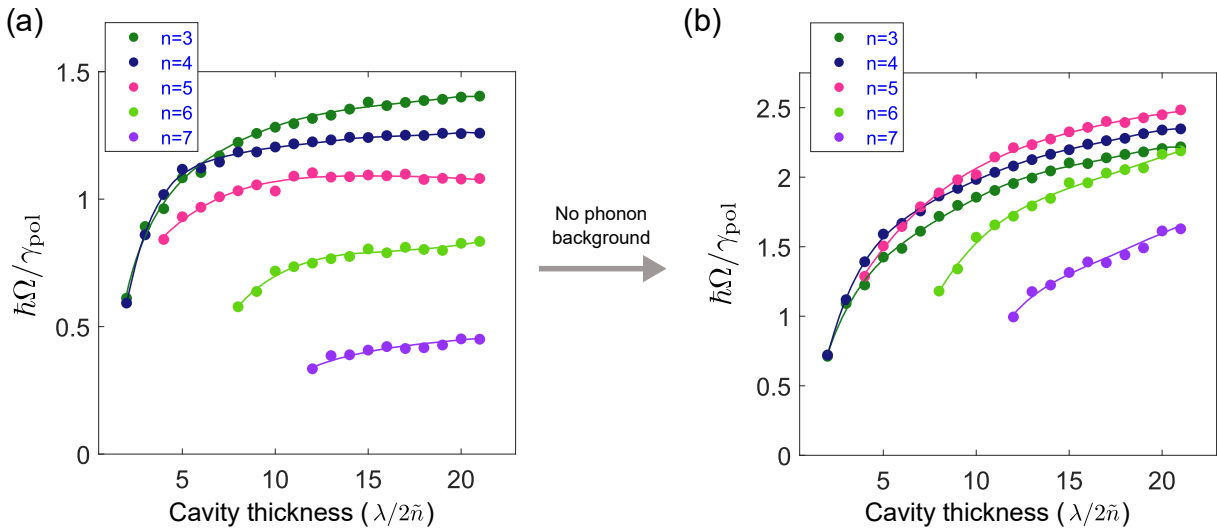 (a)
n=3
n=4
n=5
n=6
n=7
1.5
1
0.5
0
ℏΩ/γpol
5
10
15
20
Cavity thickness (λ/2ñ)
No phonon
background
(b)
n=3
n=4
n=5
n=6
n=7
2.5
2
1.5
1
0.5
0
ℏΩ/γpol
5
10
15
20
Cavity thickness (λ/2ñ)